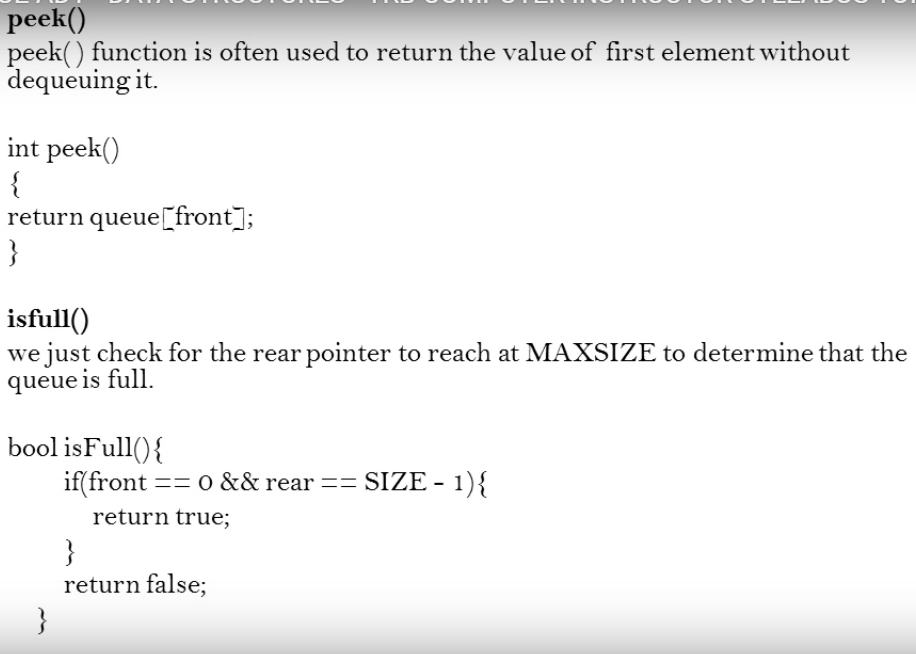 peek()
peek( ) function is often used to return the value of first element without
dequeuing it.
int peek()
{
return queue[front];
}
isfull()
we just check for the rear pointer to reach at MAXSIZE to determine that the
queue is full.
bool isFull(){
if(front == 0 && rear == SIZE - 1){
return true;
}
return false;
}